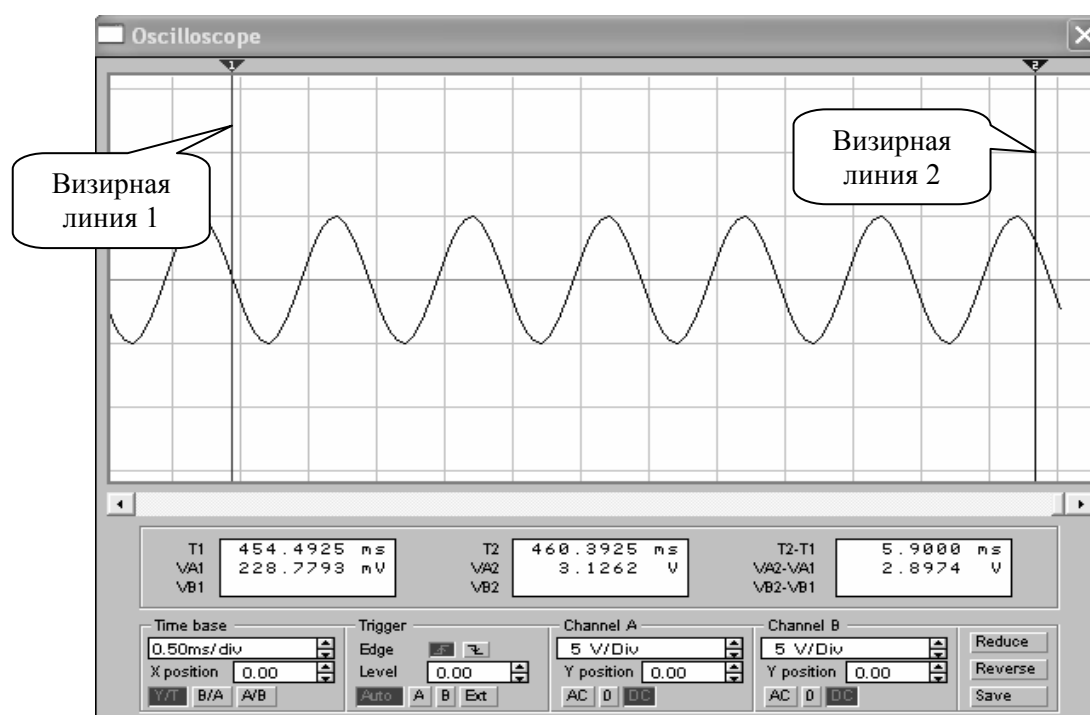 Oscilloscope
1
2
Визирная
линия 1
Визирная
линия 2
T1 454.4925 ms
VA1 228.7793 mV
VB1
T2 460.3925 ms
VA2 3.1262 V
VB2
T2-T1 5.9000 ms
VA2-VA1 2.8974 V
VB2-VB1
Time base
0.50ms/div
X position 0.00
Y/T B/A A/B
Trigger
Edge
Level 0.00
Auto A B Ext
Channel A
5 V/Div
Y position 0.00
AC 0 DC
Channel B
5 V/Div
Y position 0.00
AC 0 DC
Reduce
Reverse
Save